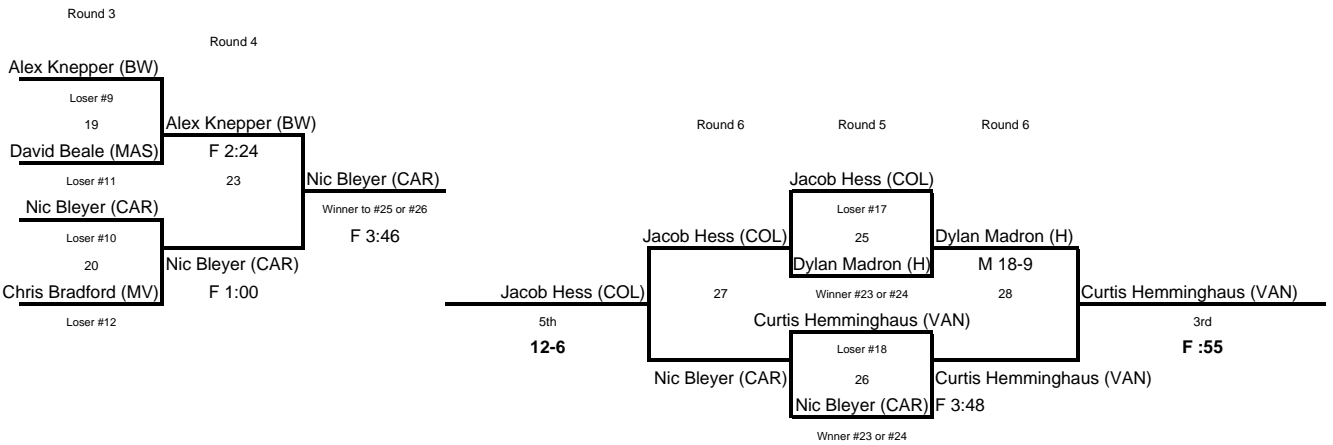 Round 3
Round 4
Alex Knepper (BW)
Loser #9
19
Alex Knepper (BW)
David Beale (MAS)
F 2:24
Loser #11
23
Nic Bleyer (CAR)
Nic Bleyer (CAR)
Winner to #25 or #26
Loser #10
F 3:46
20
Nic Bleyer (CAR)
Chris Bradford (MV)
F 1:00
Loser #12
Round 6
Round 5
Round 6
Jacob Hess (COL)
Loser #17
Jacob Hess (COL)
25
Dylan Madron (H)
Dylan Madron (H)
M 18-9
Jacob Hess (COL)
27
Winner #23 or #24
28
Curtis Hemminghaus (VAN)
5th
Curtis Hemminghaus (VAN)
3rd
12-6
Loser #18
F :55
Nic Bleyer (CAR)
26
Curtis Hemminghaus (VAN)
Nic Bleyer (CAR)
F 3:48
Wnner #23 or #24